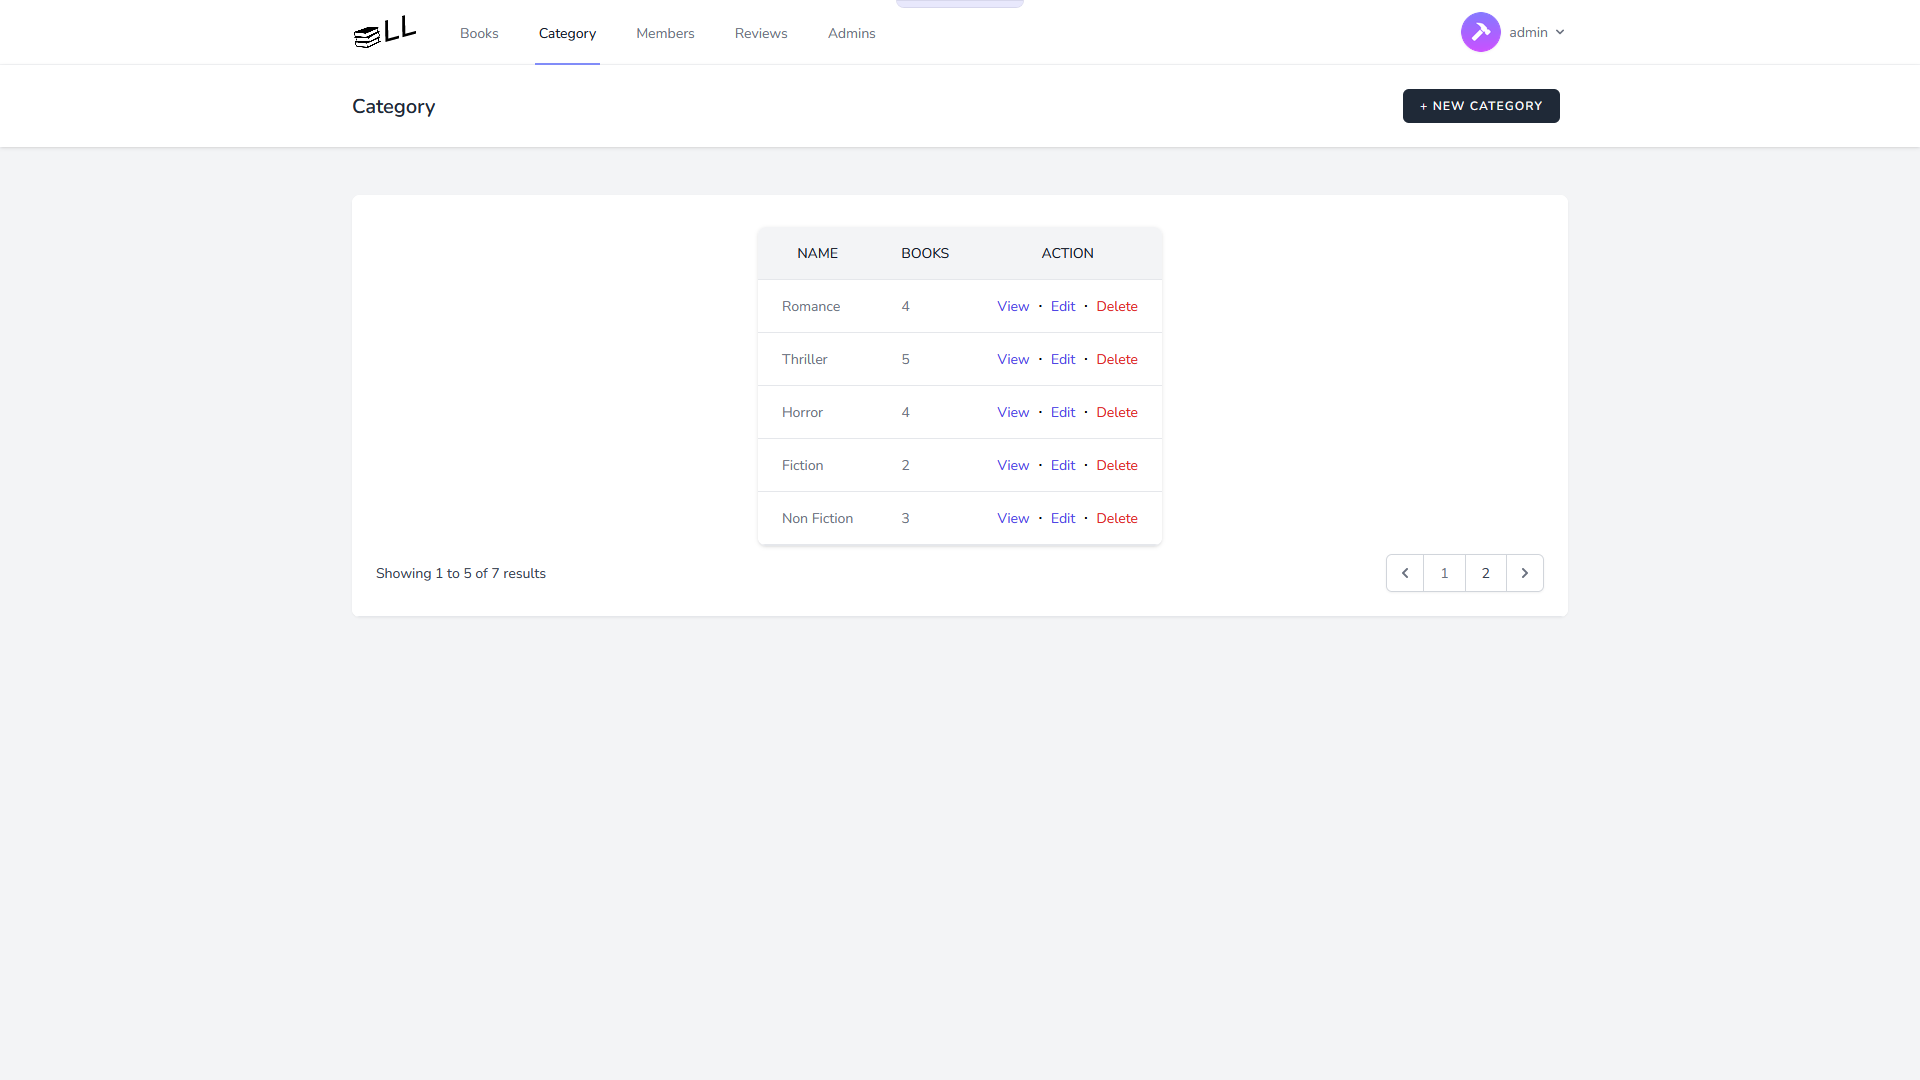 LL Books Category Members Reviews Admins admin
Category + NEW CATEGORY
NAME BOOKS ACTION
Romance 4 View · Edit · Delete
Thriller 5 View · Edit · Delete
Horror 4 View · Edit · Delete
Fiction 2 View · Edit · Delete
Non Fiction 3 View · Edit · Delete
Showing 1 to 5 of 7 results 1 2